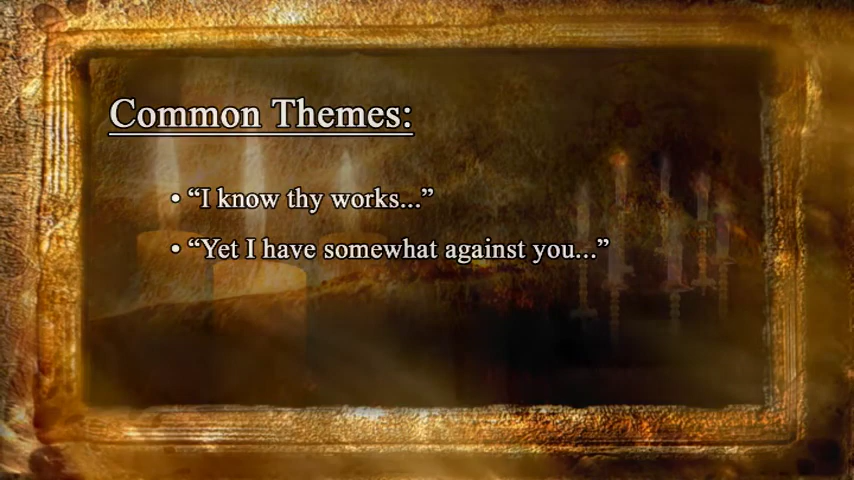 Common Themes:
• “I know thy works...”
• “Yet I have somewhat against you...”